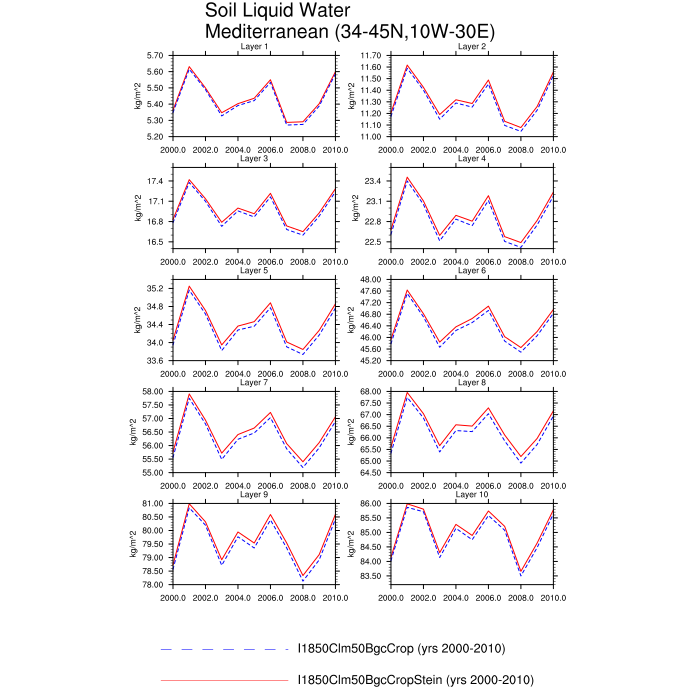 Soil Liquid Water
Mediterranean (34-45N,10W-30E)
Layer 1
Layer 2
5.70
5.60
5.50
5.40
5.30
5.20
kg/m^2
2000.0 2002.0 2004.0 2006.0 2008.0 2010.0
11.70
11.60
11.50
11.40
11.30
11.20
11.10
11.00
kg/m^2
2000.0 2002.0 2004.0 2006.0 2008.0 2010.0
Layer 3
Layer 4
17.4
17.1
16.8
16.5
kg/m^2
2000.0 2002.0 2004.0 2006.0 2008.0 2010.0
23.4
23.1
22.8
22.5
kg/m^2
2000.0 2002.0 2004.0 2006.0 2008.0 2010.0
Layer 5
Layer 6
35.2
34.8
34.4
34.0
33.6
kg/m^2
2000.0 2002.0 2004.0 2006.0 2008.0 2010.0
48.00
47.60
47.20
46.80
46.40
46.00
45.60
45.20
kg/m^2
2000.0 2002.0 2004.0 2006.0 2008.0 2010.0
Layer 7
Layer 8
58.00
57.50
57.00
56.50
56.00
55.50
55.00
kg/m^2
2000.0 2002.0 2004.0 2006.0 2008.0 2010.0
68.00
67.50
67.00
66.50
66.00
65.50
65.00
64.50
kg/m^2
2000.0 2002.0 2004.0 2006.0 2008.0 2010.0
Layer 9
Layer 10
81.00
80.50
80.00
79.50
79.00
78.50
78.00
kg/m^2
2000.0 2002.0 2004.0 2006.0 2008.0 2010.0
86.00
85.50
85.00
84.50
84.00
83.50
kg/m^2
2000.0 2002.0 2004.0 2006.0 2008.0 2010.0
I1850Clm50BgcCrop (yrs 2000-2010)
I1850Clm50BgcCropStein (yrs 2000-2010)